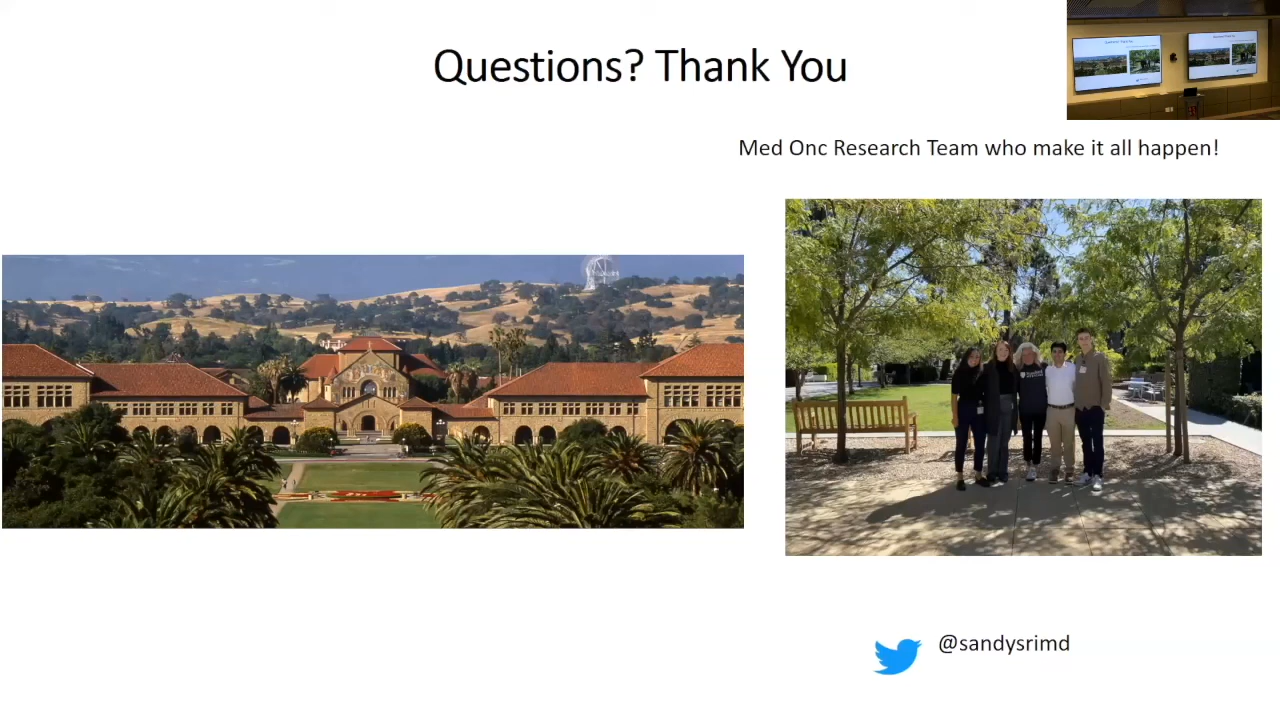 Questions? Thank You
Med Onc Research Team who make it all happen!
@sandysrimd